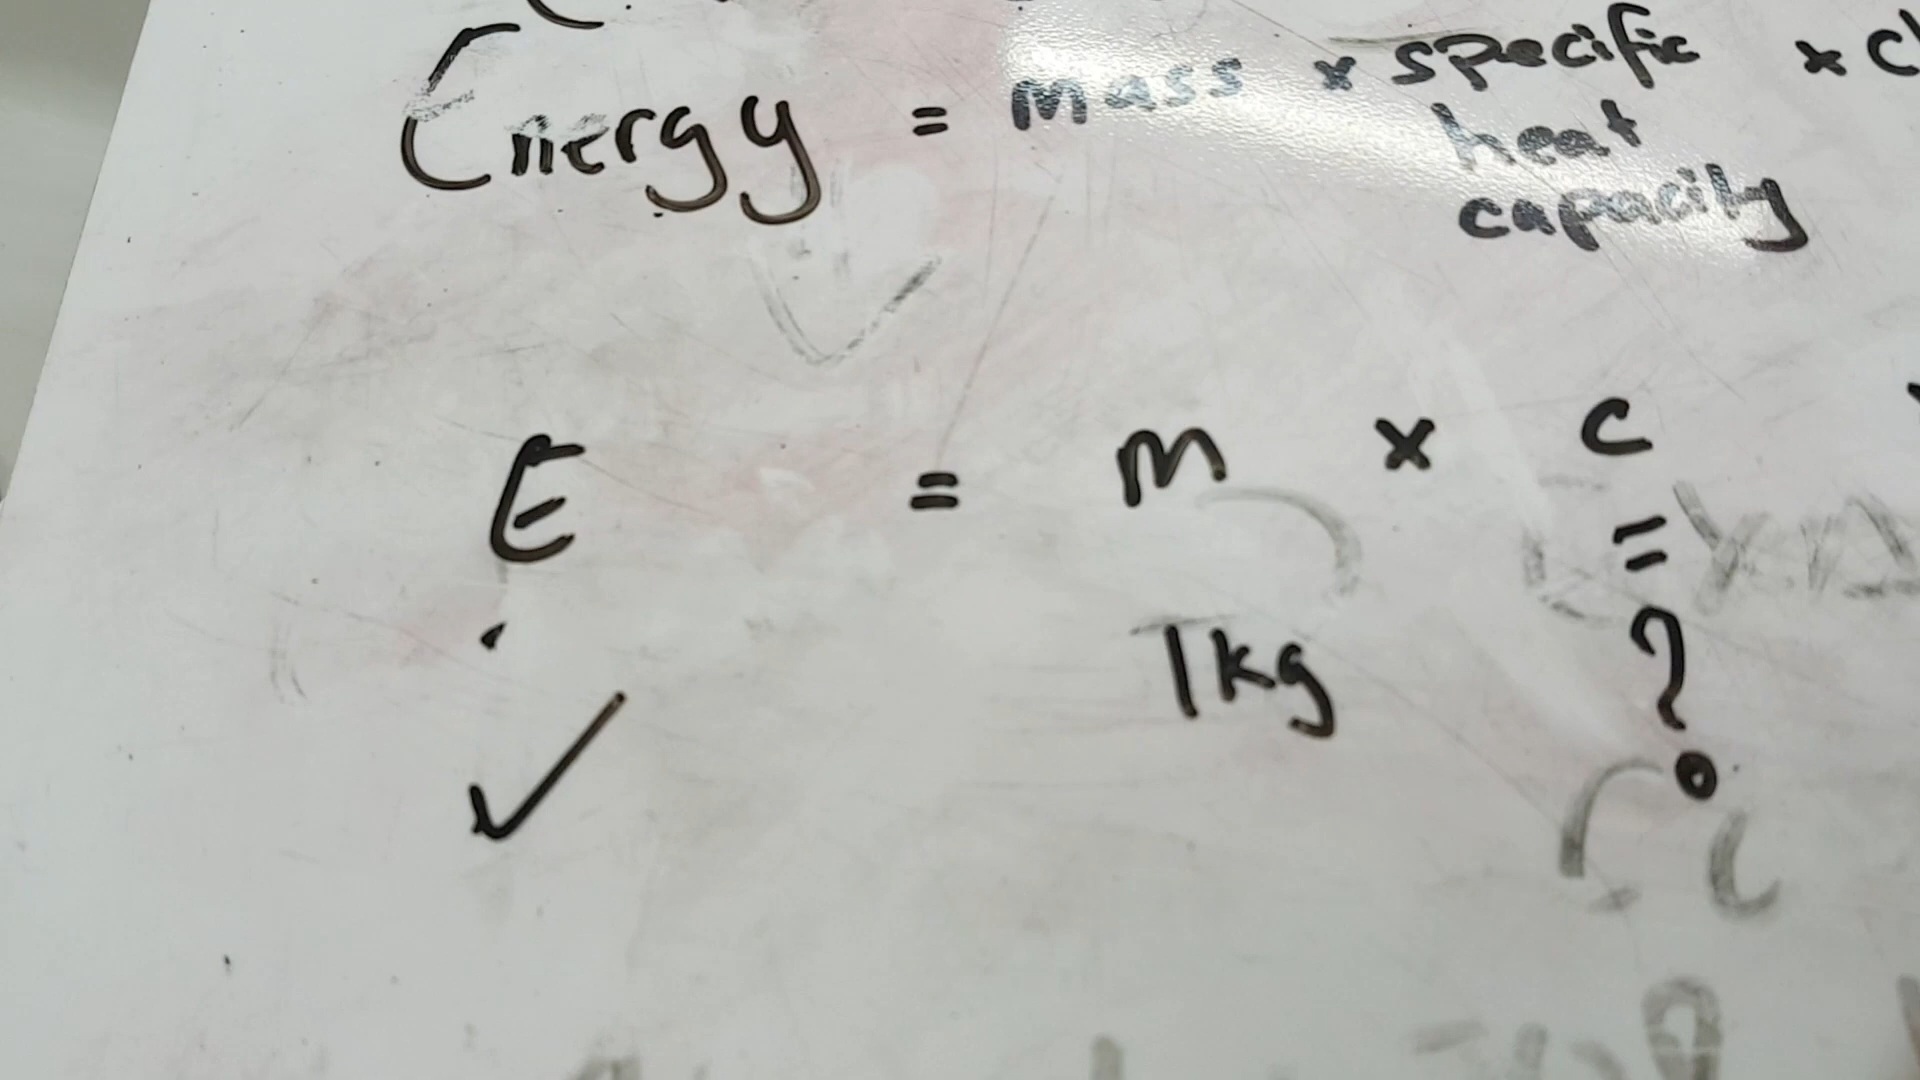 Energy = mass × specific × c
heat
capacity
E = m × c
=
1kg ?